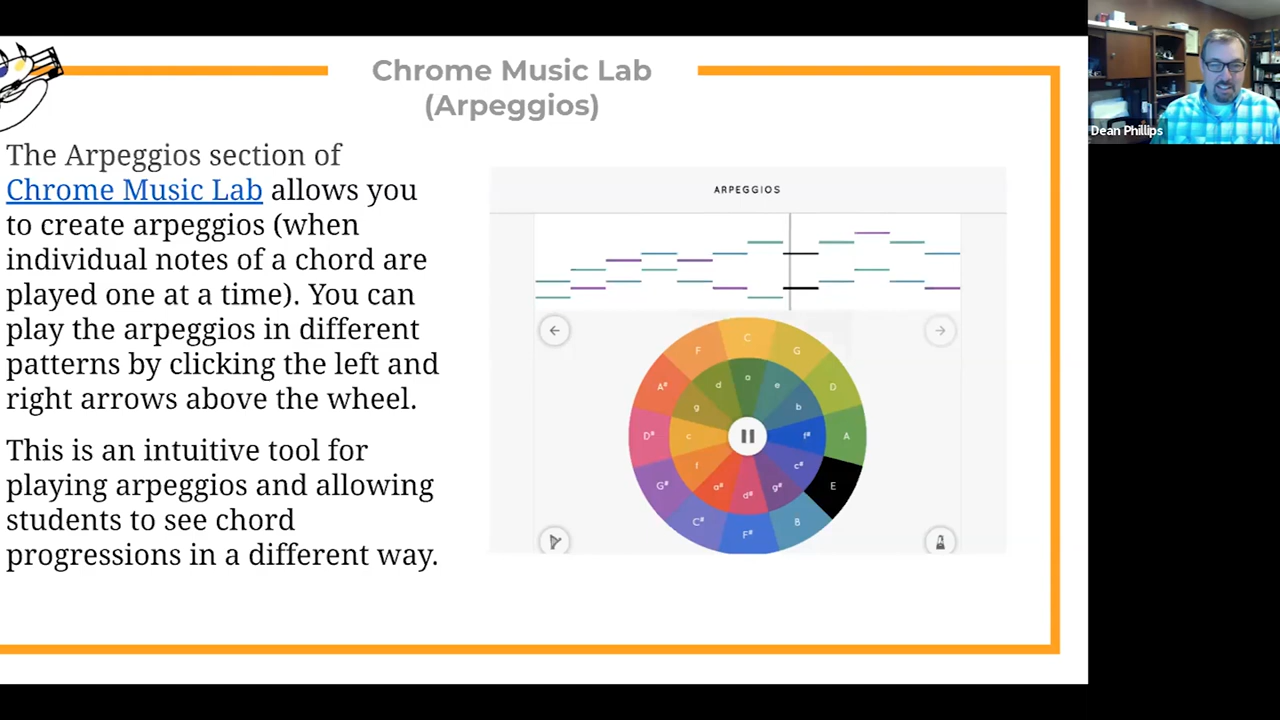 Chrome Music Lab
(Arpeggios)
Dean Phillips
The Arpeggios section of
Chrome Music Lab allows you
to create arpeggios (when
individual notes of a chord are
played one at a time). You can
play the arpeggios in different
patterns by clicking the left and
right arrows above the wheel.
This is an intuitive tool for
playing arpeggios and allowing
students to see chord
progressions in a different way.
ARPEGGIOS
C
G
D
A
E
B
F#
C#
G#
D#
A#
F
a
e
b
f#
c#
g#
d#
a#
f
c
g
d